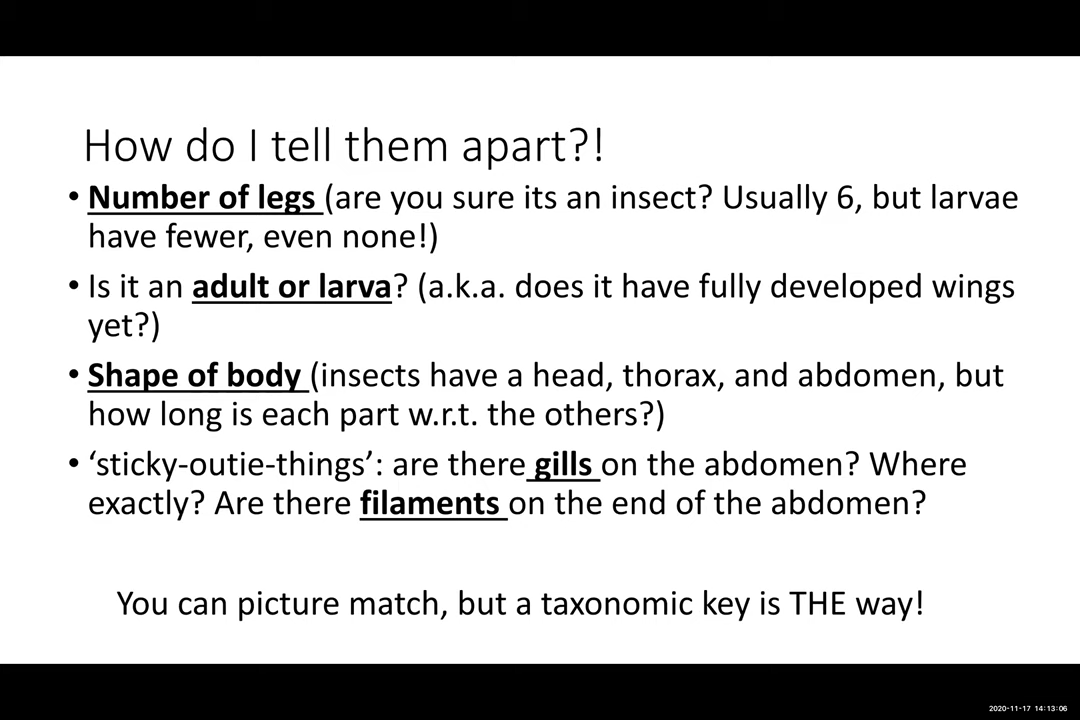 How do I tell them apart?!
• Number of legs (are you sure its an insect? Usually 6, but larvae
have fewer, even none!)
• Is it an adult or larva? (a.k.a. does it have fully developed wings
yet?)
• Shape of body (insects have a head, thorax, and abdomen, but
how long is each part w.r.t. the others?)
• ‘sticky-outie-things’: are there gills on the abdomen? Where
exactly? Are there filaments on the end of the abdomen?
You can picture match, but a taxonomic key is THE way!
2020-11-17 14:13:06